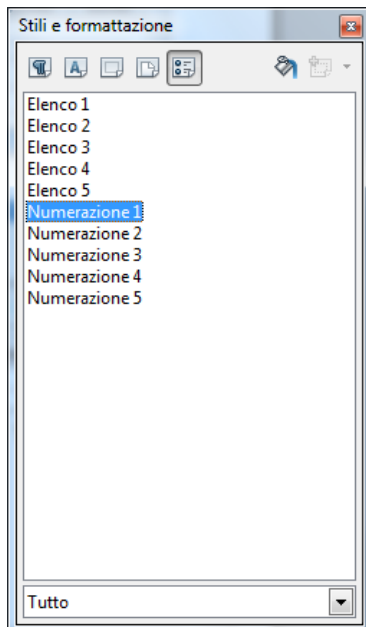 Stili e formattazione
Elenco 1
Elenco 2
Elenco 3
Elenco 4
Elenco 5
Numerazione 1
Numerazione 2
Numerazione 3
Numerazione 4
Numerazione 5
Tutto